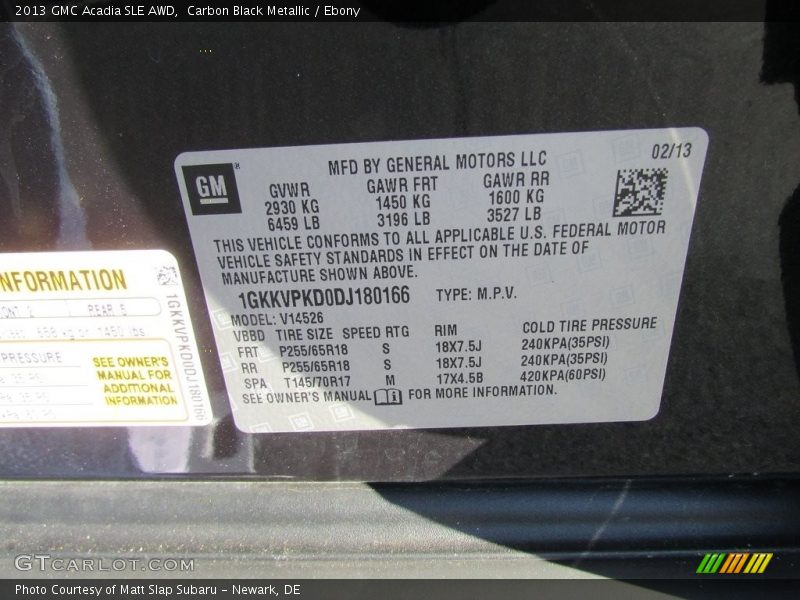 2013 GMC Acadia SLE AWD,  Carbon Black Metallic / Ebony
GM
MFD BY GENERAL MOTORS LLC
02/13
GVWR GAWR FRT GAWR RR
2930 KG 1450 KG 1600 KG
6459 LB 3196 LB 3527 LB
THIS VEHICLE CONFORMS TO ALL APPLICABLE U.S. FEDERAL MOTOR
VEHICLE SAFETY STANDARDS IN EFFECT ON THE DATE OF
MANUFACTURE SHOWN ABOVE.
1GKKVPKD0DJ180166 TYPE: M.P.V.
MODEL: V14526
VBBD TIRE SIZE SPEED RTG RIM COLD TIRE PRESSURE
FRT P255/65R18 S 18X7.5J 240KPA(35PSI)
RR P255/65R18 S 18X7.5J 240KPA(35PSI)
SPA T145/70R17 M 17X4.5B 420KPA(60PSI)
SEE OWNER'S MANUAL FOR MORE INFORMATION.
NFORMATION
REAR 5
1450 lbs
PRESSURE
SEE OWNER'S
MANUAL FOR
ADDITIONAL
INFORMATION
1GKKVPKD0DJ180166
GTCARLOT.COM
Photo Courtesy of Matt Slap Subaru - Newark, DE